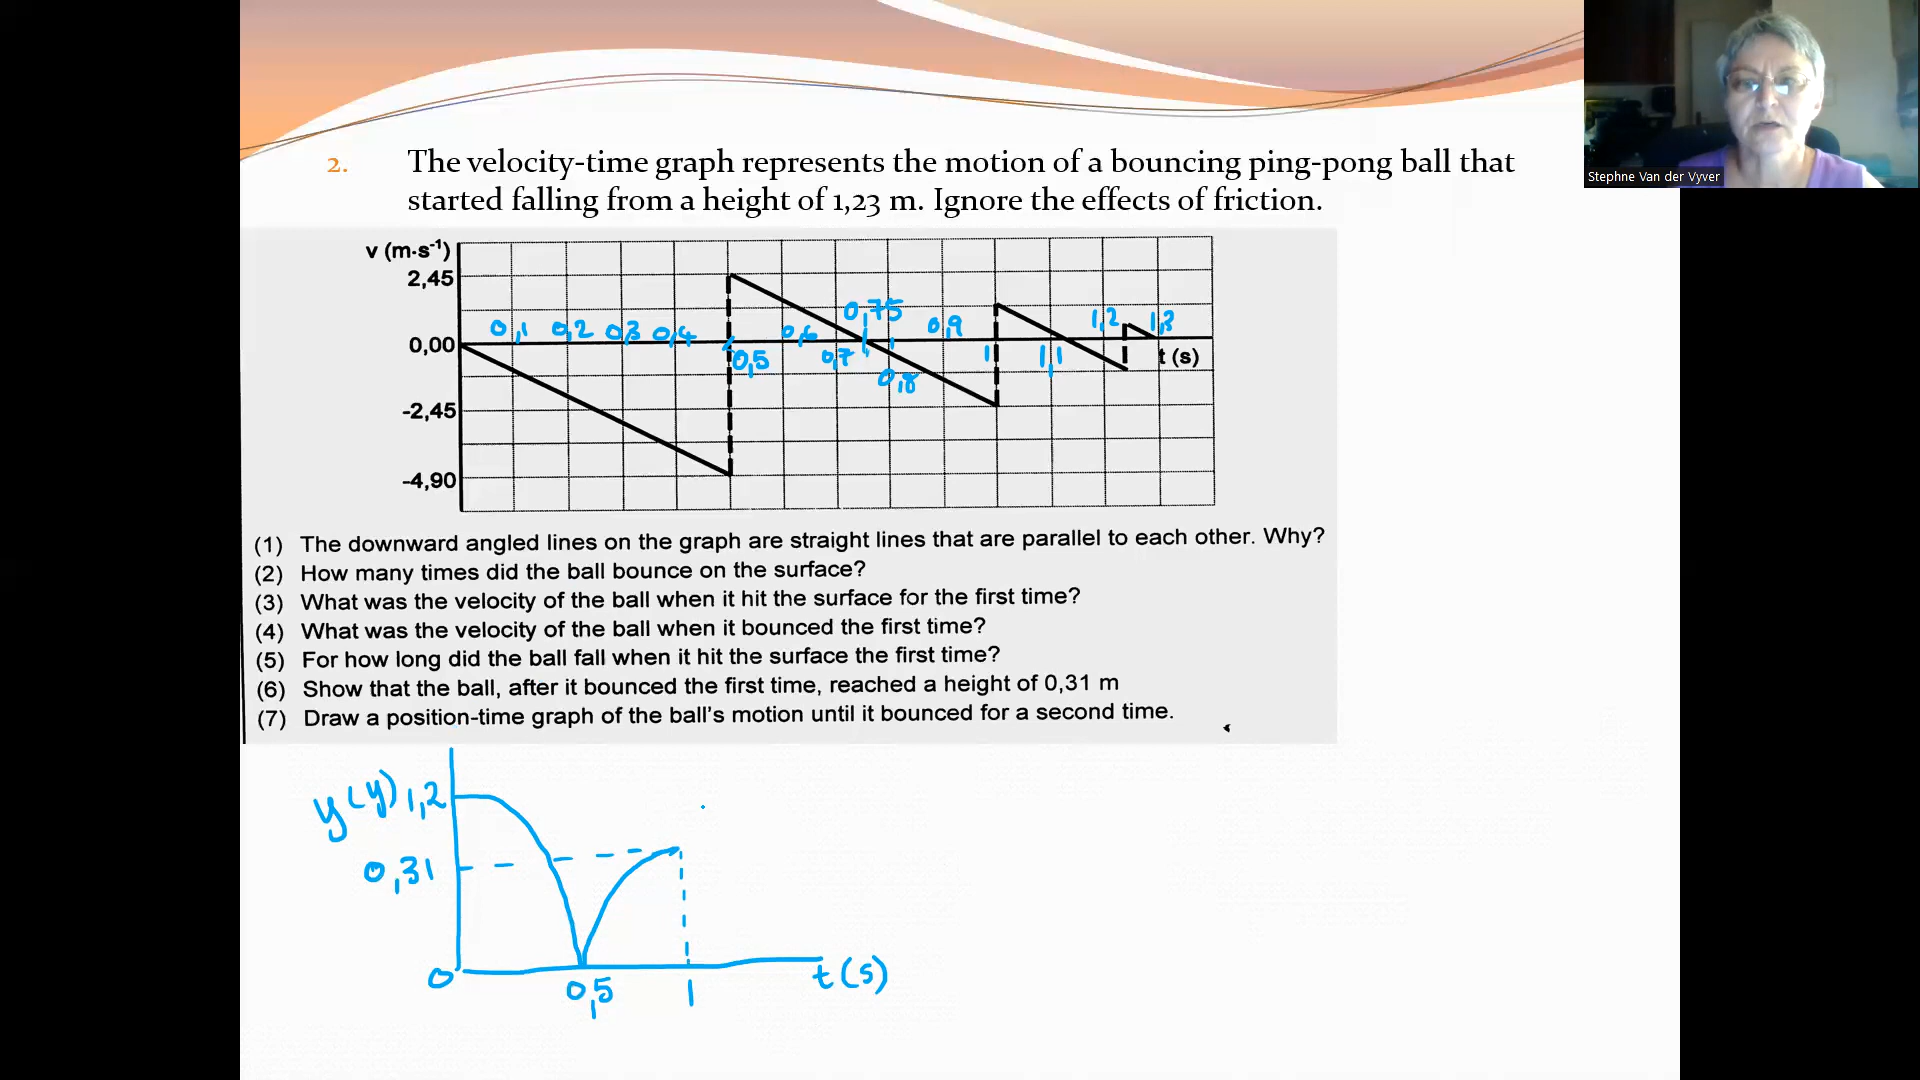 Stephne Van der Vyver
2. The velocity-time graph represents the motion of a bouncing ping-pong ball that
started falling from a height of 1,23 m. Ignore the effects of friction.
v (m·s⁻¹)
2,45
0,00
-2,45
-4,90
0,1 0,2 0,3 0,4 0,5 0,6 0,7 0,75 0,8 0,9 1 1,1 1,2 1,3
t (s)
(1) The downward angled lines on the graph are straight lines that are parallel to each other. Why?
(2) How many times did the ball bounce on the surface?
(3) What was the velocity of the ball when it hit the surface for the first time?
(4) What was the velocity of the ball when it bounced the first time?
(5) For how long did the ball fall when it hit the surface the first time?
(6) Show that the ball, after it bounced the first time, reached a height of 0,31 m
(7) Draw a position-time graph of the ball's motion until it bounced for a second time.
y(y) 1,2
0,31
0
0,5
1
t(s)